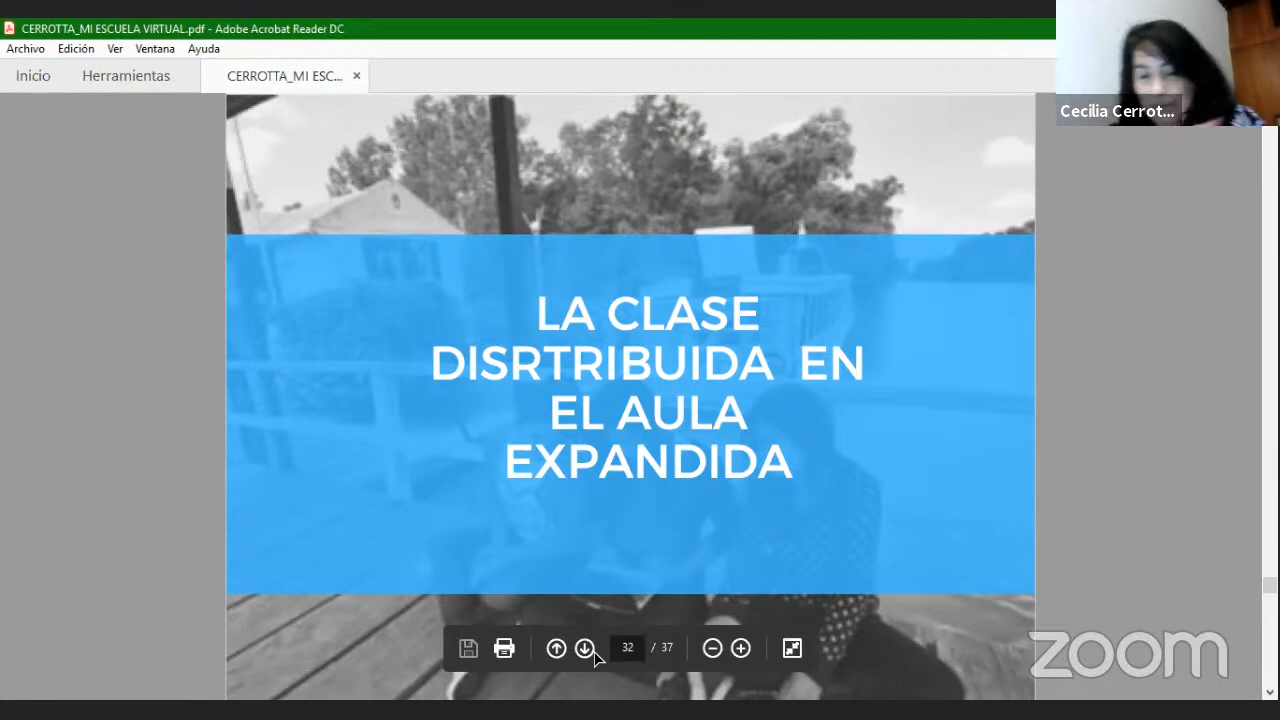 CERROTTA_MI ESCUELA VIRTUAL.pdf - Adobe Acrobat Reader DC
Archivo Edición Ver Ventana Ayuda
Inicio Herramientas CERROTTA_MI ESC... ×
Cecilia Cerrot...
LA CLASE
DISRTRIBUIDA EN
EL AULA
EXPANDIDA
32 / 37
zoom